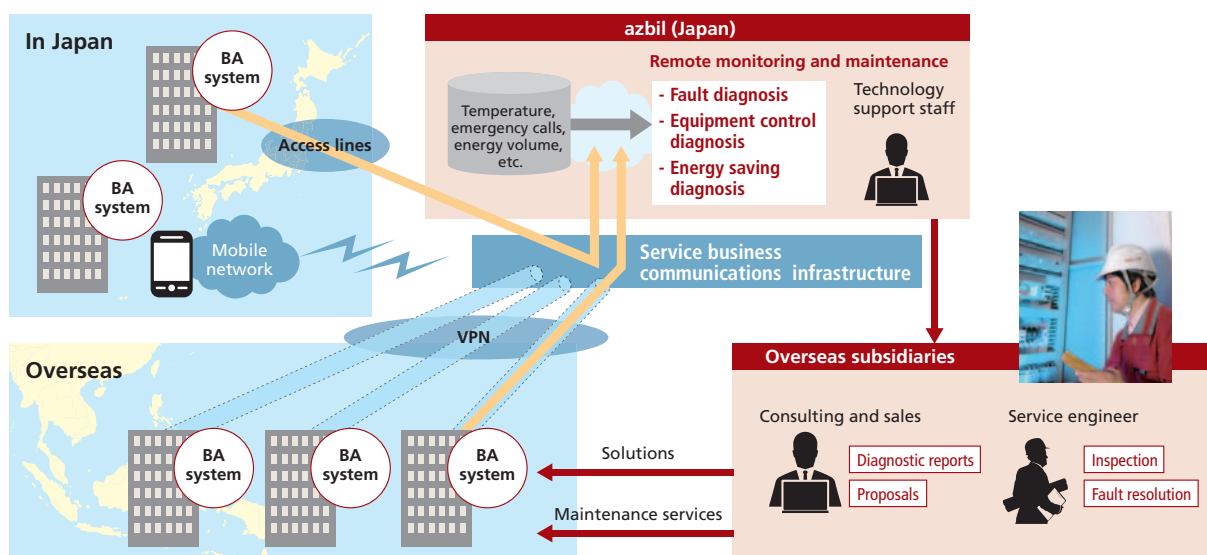 In Japan
BA
system
BA
system
Access lines
Mobile
network
azbil (Japan)
Remote monitoring and maintenance
Temperature,
emergency calls,
energy volume,
etc.
- Fault diagnosis
- Equipment control
diagnosis
- Energy saving
diagnosis
Technology
support staff
Service business
communications infrastructure
VPN
Overseas
BA
system
BA
system
BA
system
Solutions
Maintenance services
Overseas subsidiaries
Consulting and sales
Diagnostic reports
Proposals
Service engineer
Inspection
Fault resolution